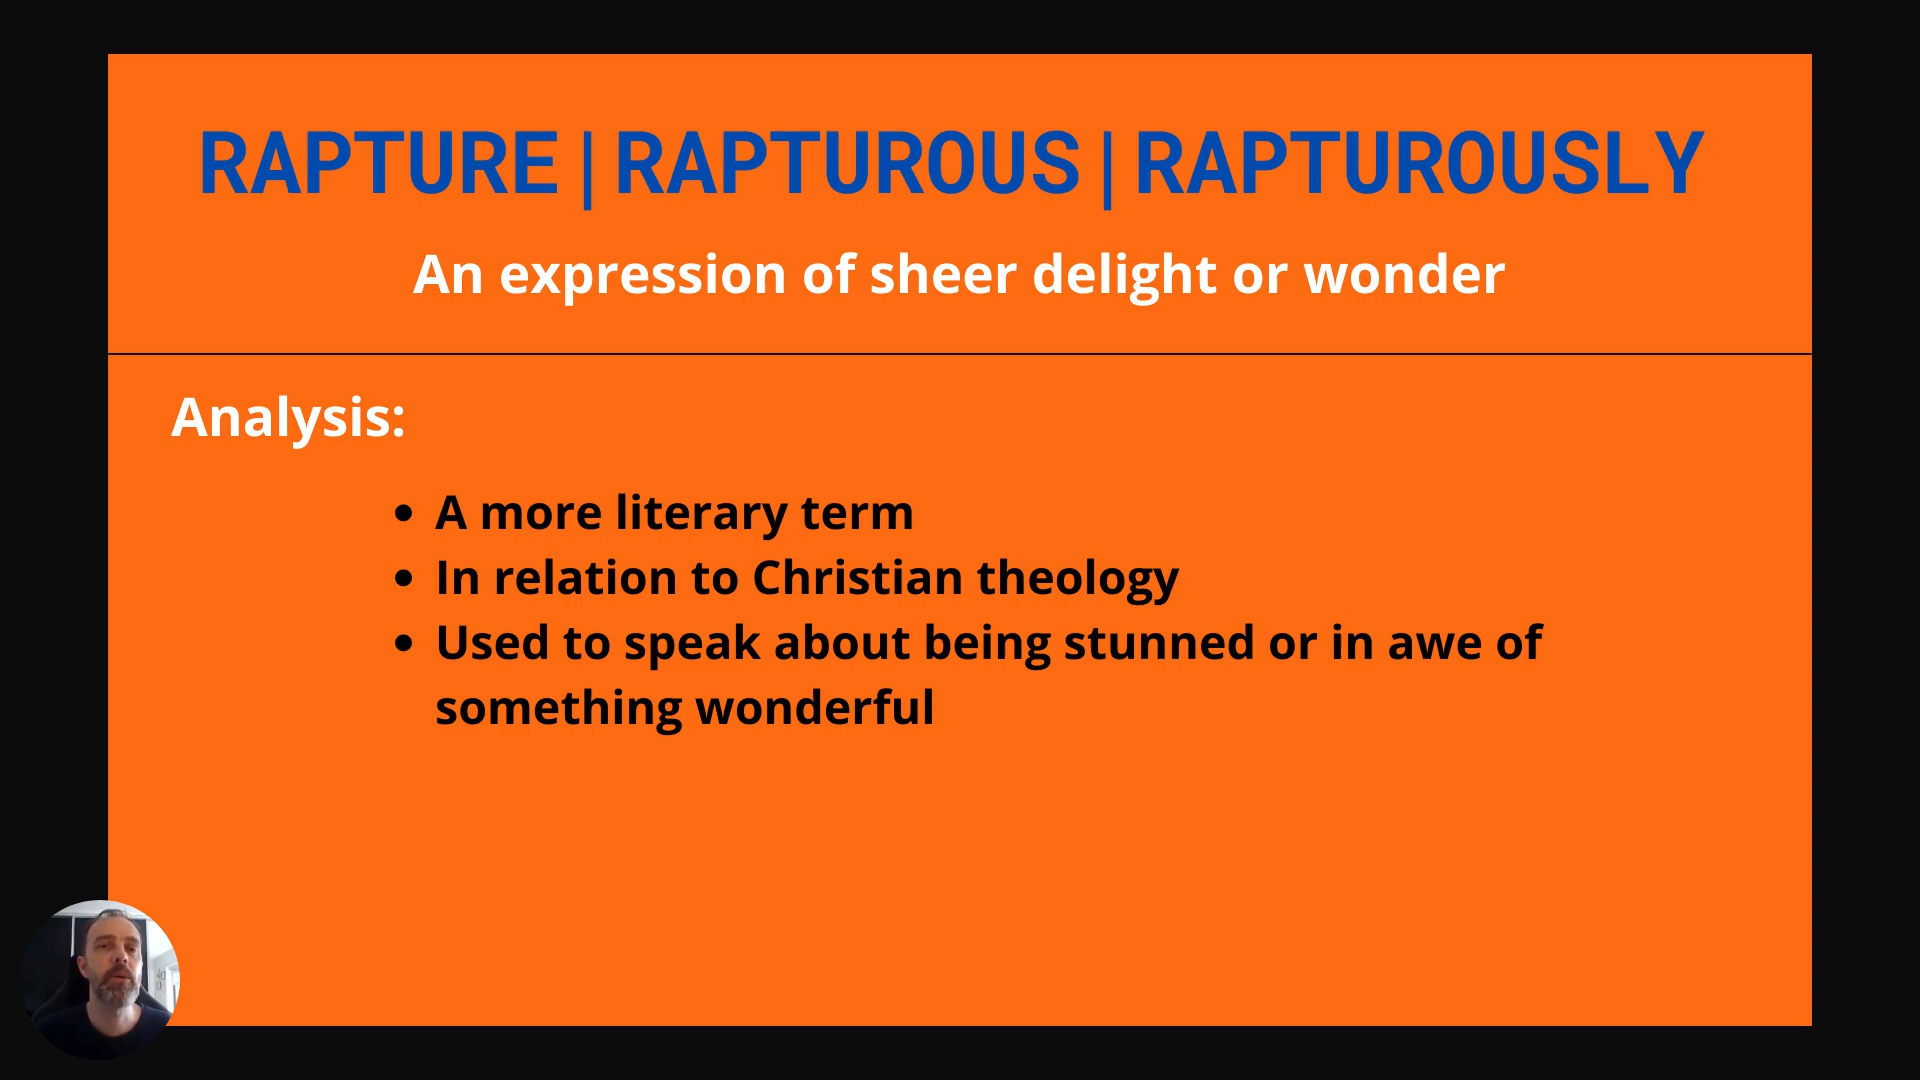 RAPTURE | RAPTUROUS | RAPTUROUSLY
An expression of sheer delight or wonder
Analysis:
• A more literary term
• In relation to Christian theology
• Used to speak about being stunned or in awe of
something wonderful